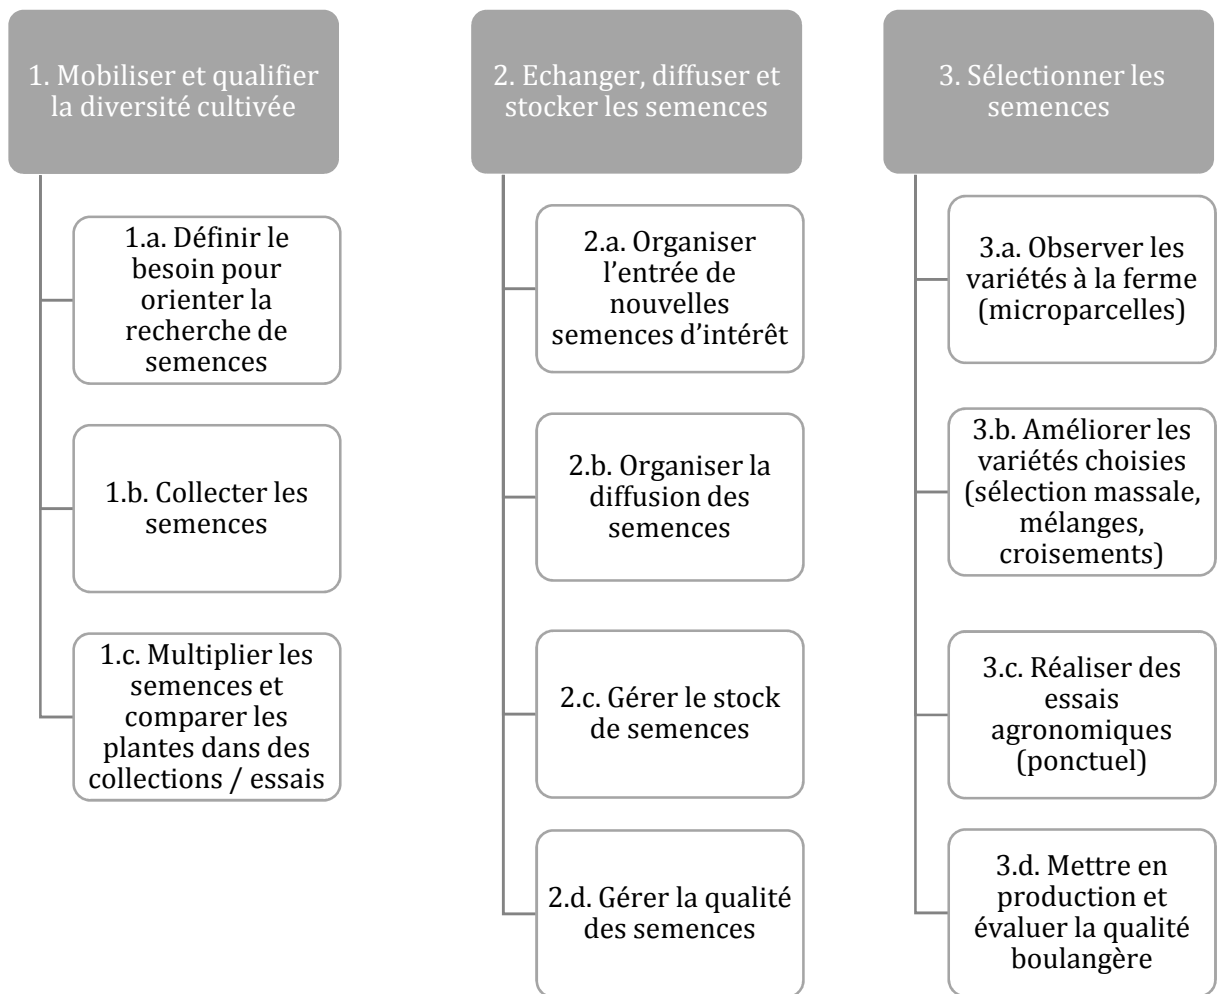 1. Mobiliser et qualifier
la diversité cultivée
1.a. Définir le
besoin pour
orienter la
recherche de
semences
1.b. Collecter les
semences
1.c. Multiplier les
semences et
comparer les
plantes dans des
collections / essais
2. Echanger, diffuser et
stocker les semences
2.a. Organiser
l’entrée de
nouvelles
semences d’intérêt
2.b. Organiser la
diffusion des
semences
2.c. Gérer le stock
de semences
2.d. Gérer la qualité
des semences
3. Sélectionner les
semences
3.a. Observer les
variétés à la ferme
(microparcelles)
3.b. Améliorer les
variétés choisies
(sélection massale,
mélanges,
croisements)
3.c. Réaliser des
essais
agronomiques
(ponctuel)
3.d. Mettre en
production et
évaluer la qualité
boulangère